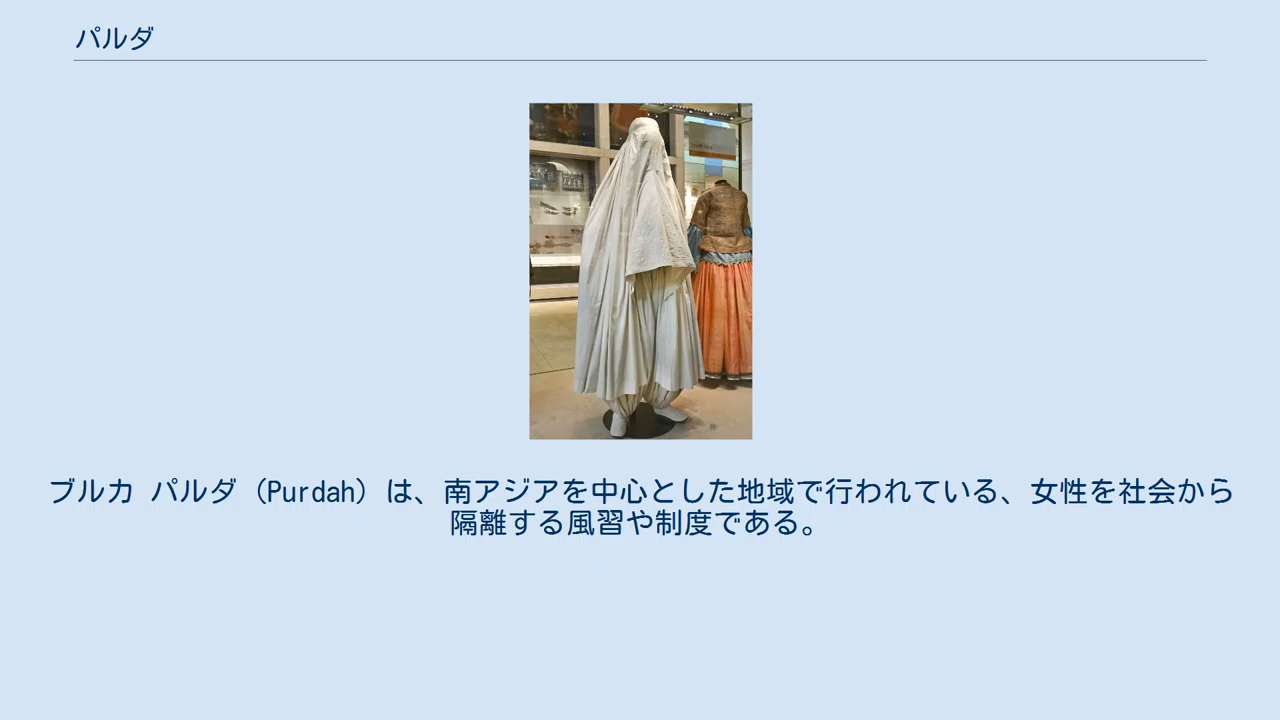 パルダ
ブルカ パルダ（Purdah）は、南アジアを中心とした地域で行われている、女性を社会から
隔離する風習や制度である。